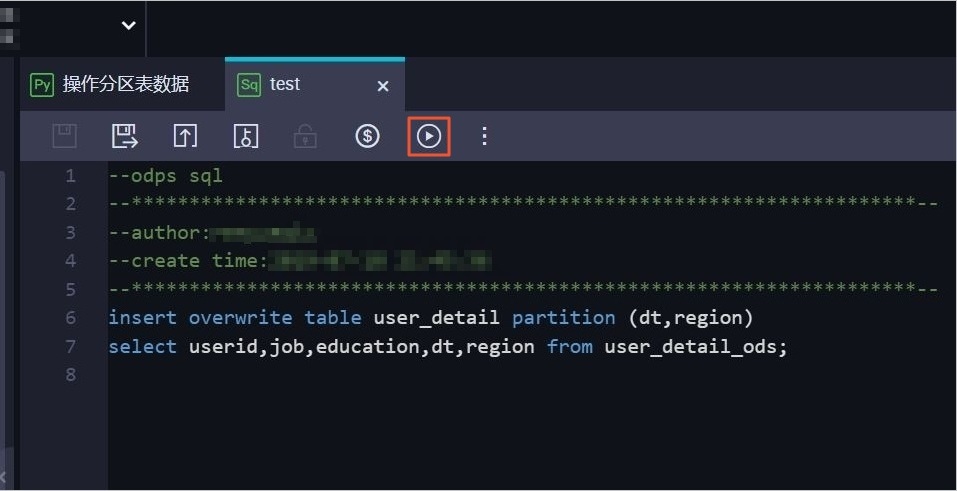 Py 操作分区表数据 Sq test ×
1 --odps sql
2 --********************************************************************--
3 --author:
4 --create time:
5 --********************************************************************--
6 insert overwrite table user_detail partition (dt,region)
7 select userid,job,education,dt,region from user_detail_ods;
8